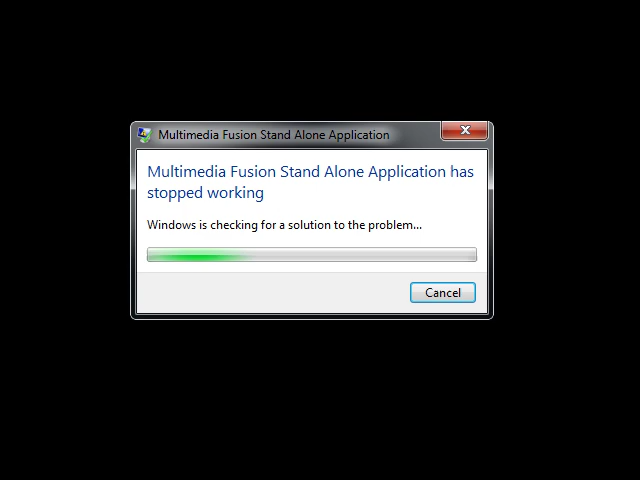 Multimedia Fusion Stand Alone Application
Multimedia Fusion Stand Alone Application has
stopped working
Windows is checking for a solution to the problem...
Cancel